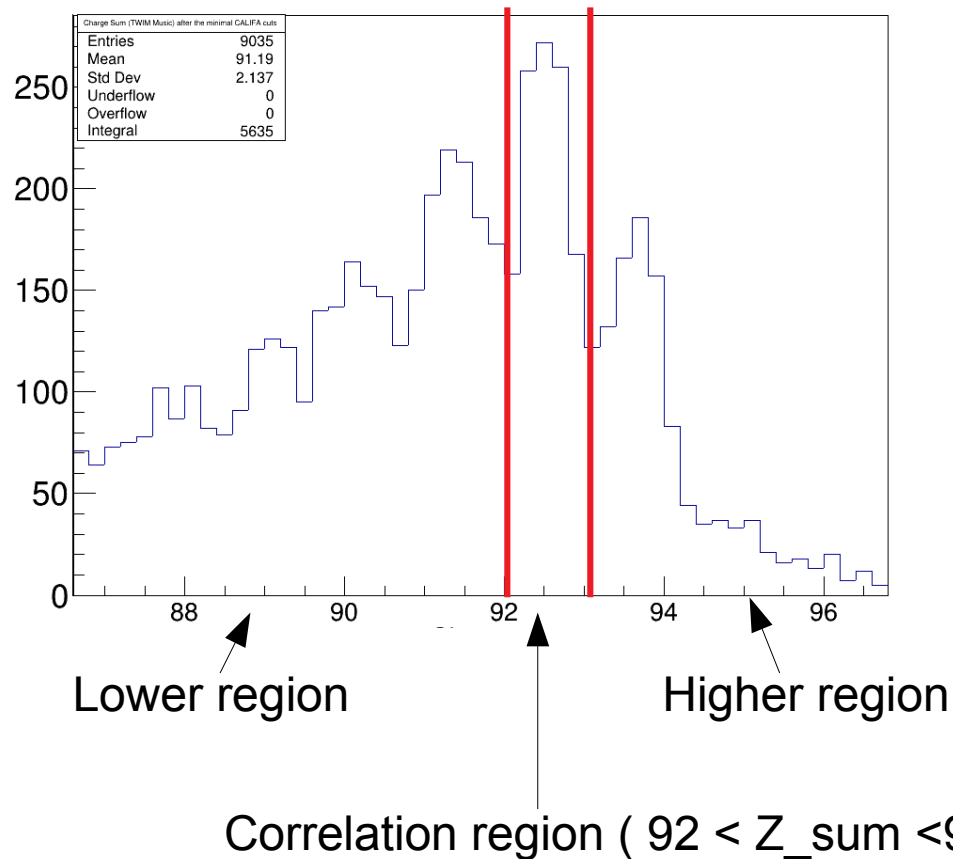 Charge Sum (TWIM Music) after the minimal CALIFA cuts
Entries 9035
Mean 91.19
Std Dev 2.137
Underflow 0
Overflow 0
Integral 5635
250
200
150
100
50
0
88 90 92 94 96
Lower region
Higher region
Correlation region ( 92 < Z_sum <9